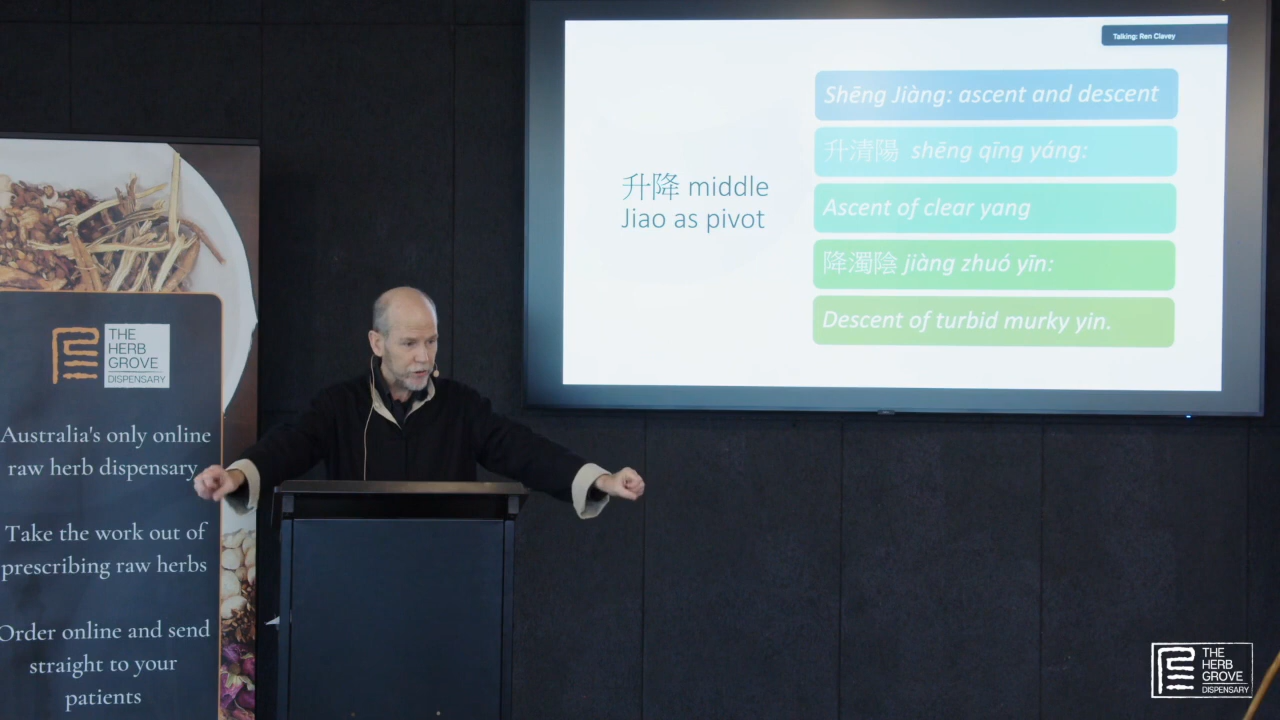 Talking: Ren Clavey
升降 middle
Jiao as pivot
Shēng Jiàng: ascent and descent
升清陽 shēng qīng yáng:
Ascent of clear yang
降濁陰 jiàng zhuó yīn:
Descent of turbid murky yin.
THE
HERB
GROVE
DISPENSARY
Australia's only online
raw herb dispensary
Take the work out of
prescribing raw herbs
Order online and send
straight to your
patients
THE
HERB
GROVE
DISPENSARY